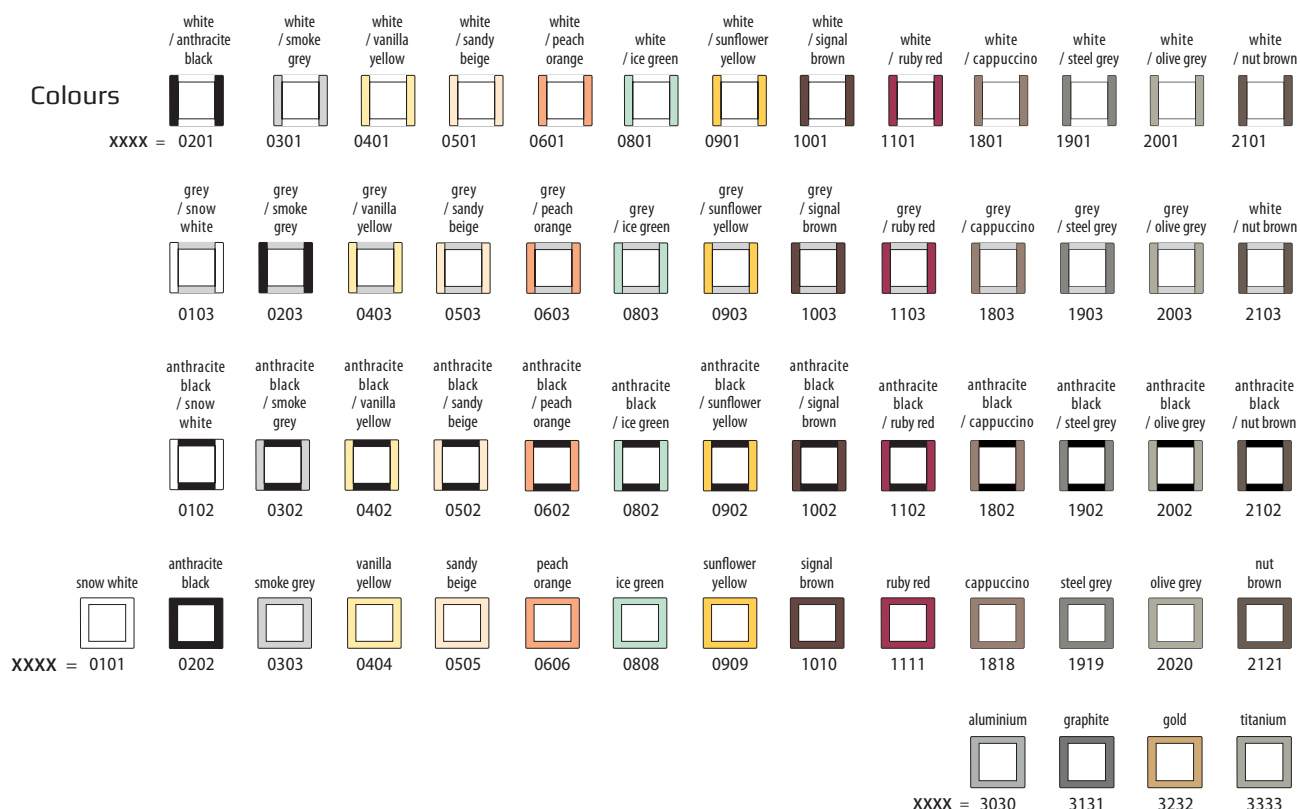 white white white white white white white white
/ anthracite / smoke / vanilla / sandy / peach white / sunflower / signal white white white white white
black grey yellow beige orange / ice green yellow brown / ruby red / cappuccino / steel grey / olive grey / nut brown
Colours
XXXX = 0201 0301 0401 0501 0601 0801 0901 1001 1101 1801 1901 2001 2101
grey grey grey grey grey grey grey
/ snow / smoke / vanilla / sandy / peach grey / sunflower / signal grey grey grey grey white
white grey yellow beige orange / ice green yellow brown / ruby red / cappuccino / steel grey / olive grey / nut brown
0103 0203 0403 0503 0603 0803 0903 1003 1103 1803 1903 2003 2103
anthracite anthracite anthracite anthracite anthracite anthracite anthracite
black black black black black anthracite black black anthracite anthracite anthracite anthracite anthracite
/ snow / smoke / vanilla / sandy / peach black / sunflower / signal black black black black black
white grey yellow beige orange / ice green yellow brown / ruby red / cappuccino / steel grey / olive grey / nut brown
0102 0302 0402 0502 0602 0802 0902 1002 1102 1802 1902 2002 2102
anthracite vanilla sandy peach sunflower signal nut
snow white black smoke grey yellow beige orange ice green yellow brown ruby red cappuccino steel grey olive grey brown
XXXX = 0101 0202 0303 0404 0505 0606 0808 0909 1010 1111 1818 1919 2020 2121
aluminium graphite gold titanium
XXXX = 3030 3131 3232 3333